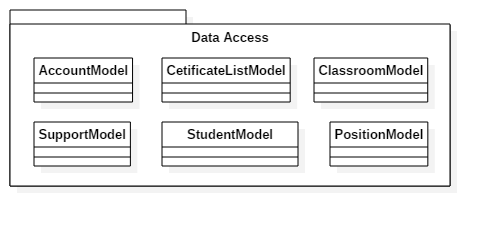 Data Access
AccountModel
CetificateListModel
ClassroomModel
SupportModel
StudentModel
PositionModel